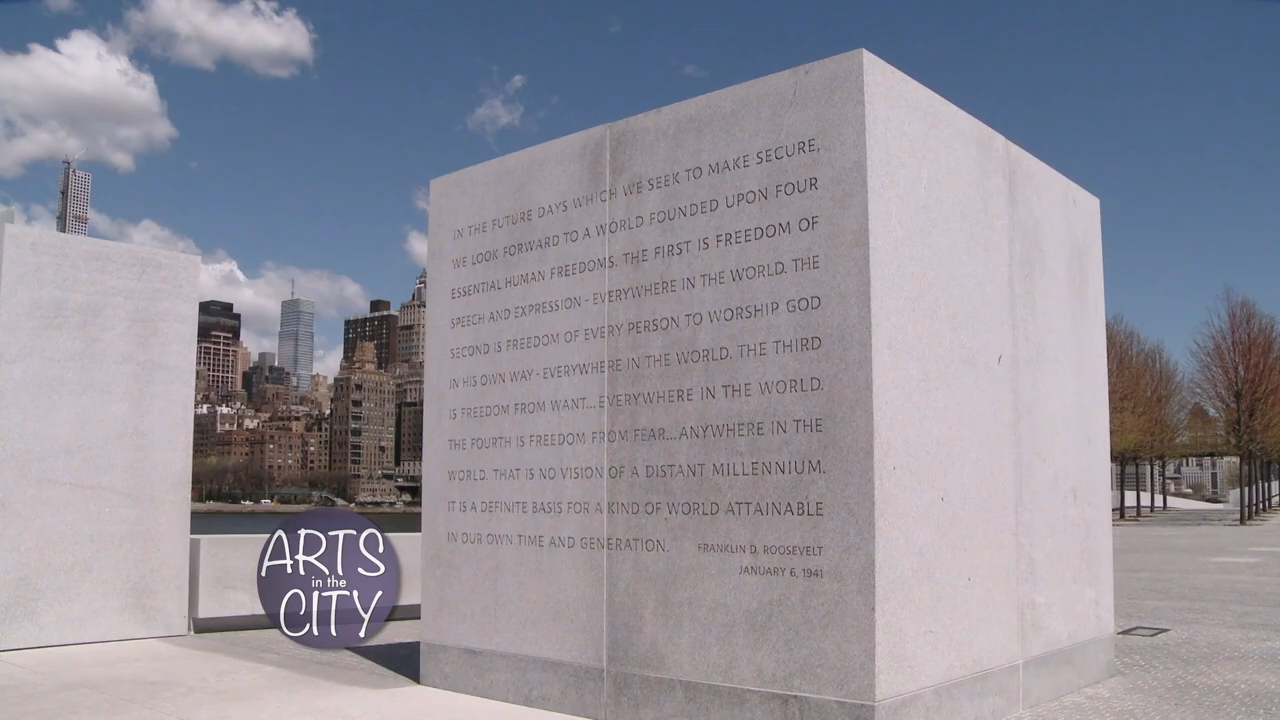 IN THE FUTURE DAYS WHICH WE SEEK TO MAKE SECURE,
WE LOOK FORWARD TO A WORLD FOUNDED UPON FOUR
ESSENTIAL HUMAN FREEDOMS. THE FIRST IS FREEDOM OF
SPEECH AND EXPRESSION - EVERYWHERE IN THE WORLD. THE
SECOND IS FREEDOM OF EVERY PERSON TO WORSHIP GOD
IN HIS OWN WAY - EVERYWHERE IN THE WORLD. THE THIRD
IS FREEDOM FROM WANT... EVERYWHERE IN THE WORLD.
THE FOURTH IS FREEDOM FROM FEAR... ANYWHERE IN THE
WORLD. THAT IS NO VISION OF A DISTANT MILLENNIUM.
IT IS A DEFINITE BASIS FOR A KIND OF WORLD ATTAINABLE
IN OUR OWN TIME AND GENERATION.
FRANKLIN D. ROOSEVELT
JANUARY 6, 1941
ARTS
in the
CITY